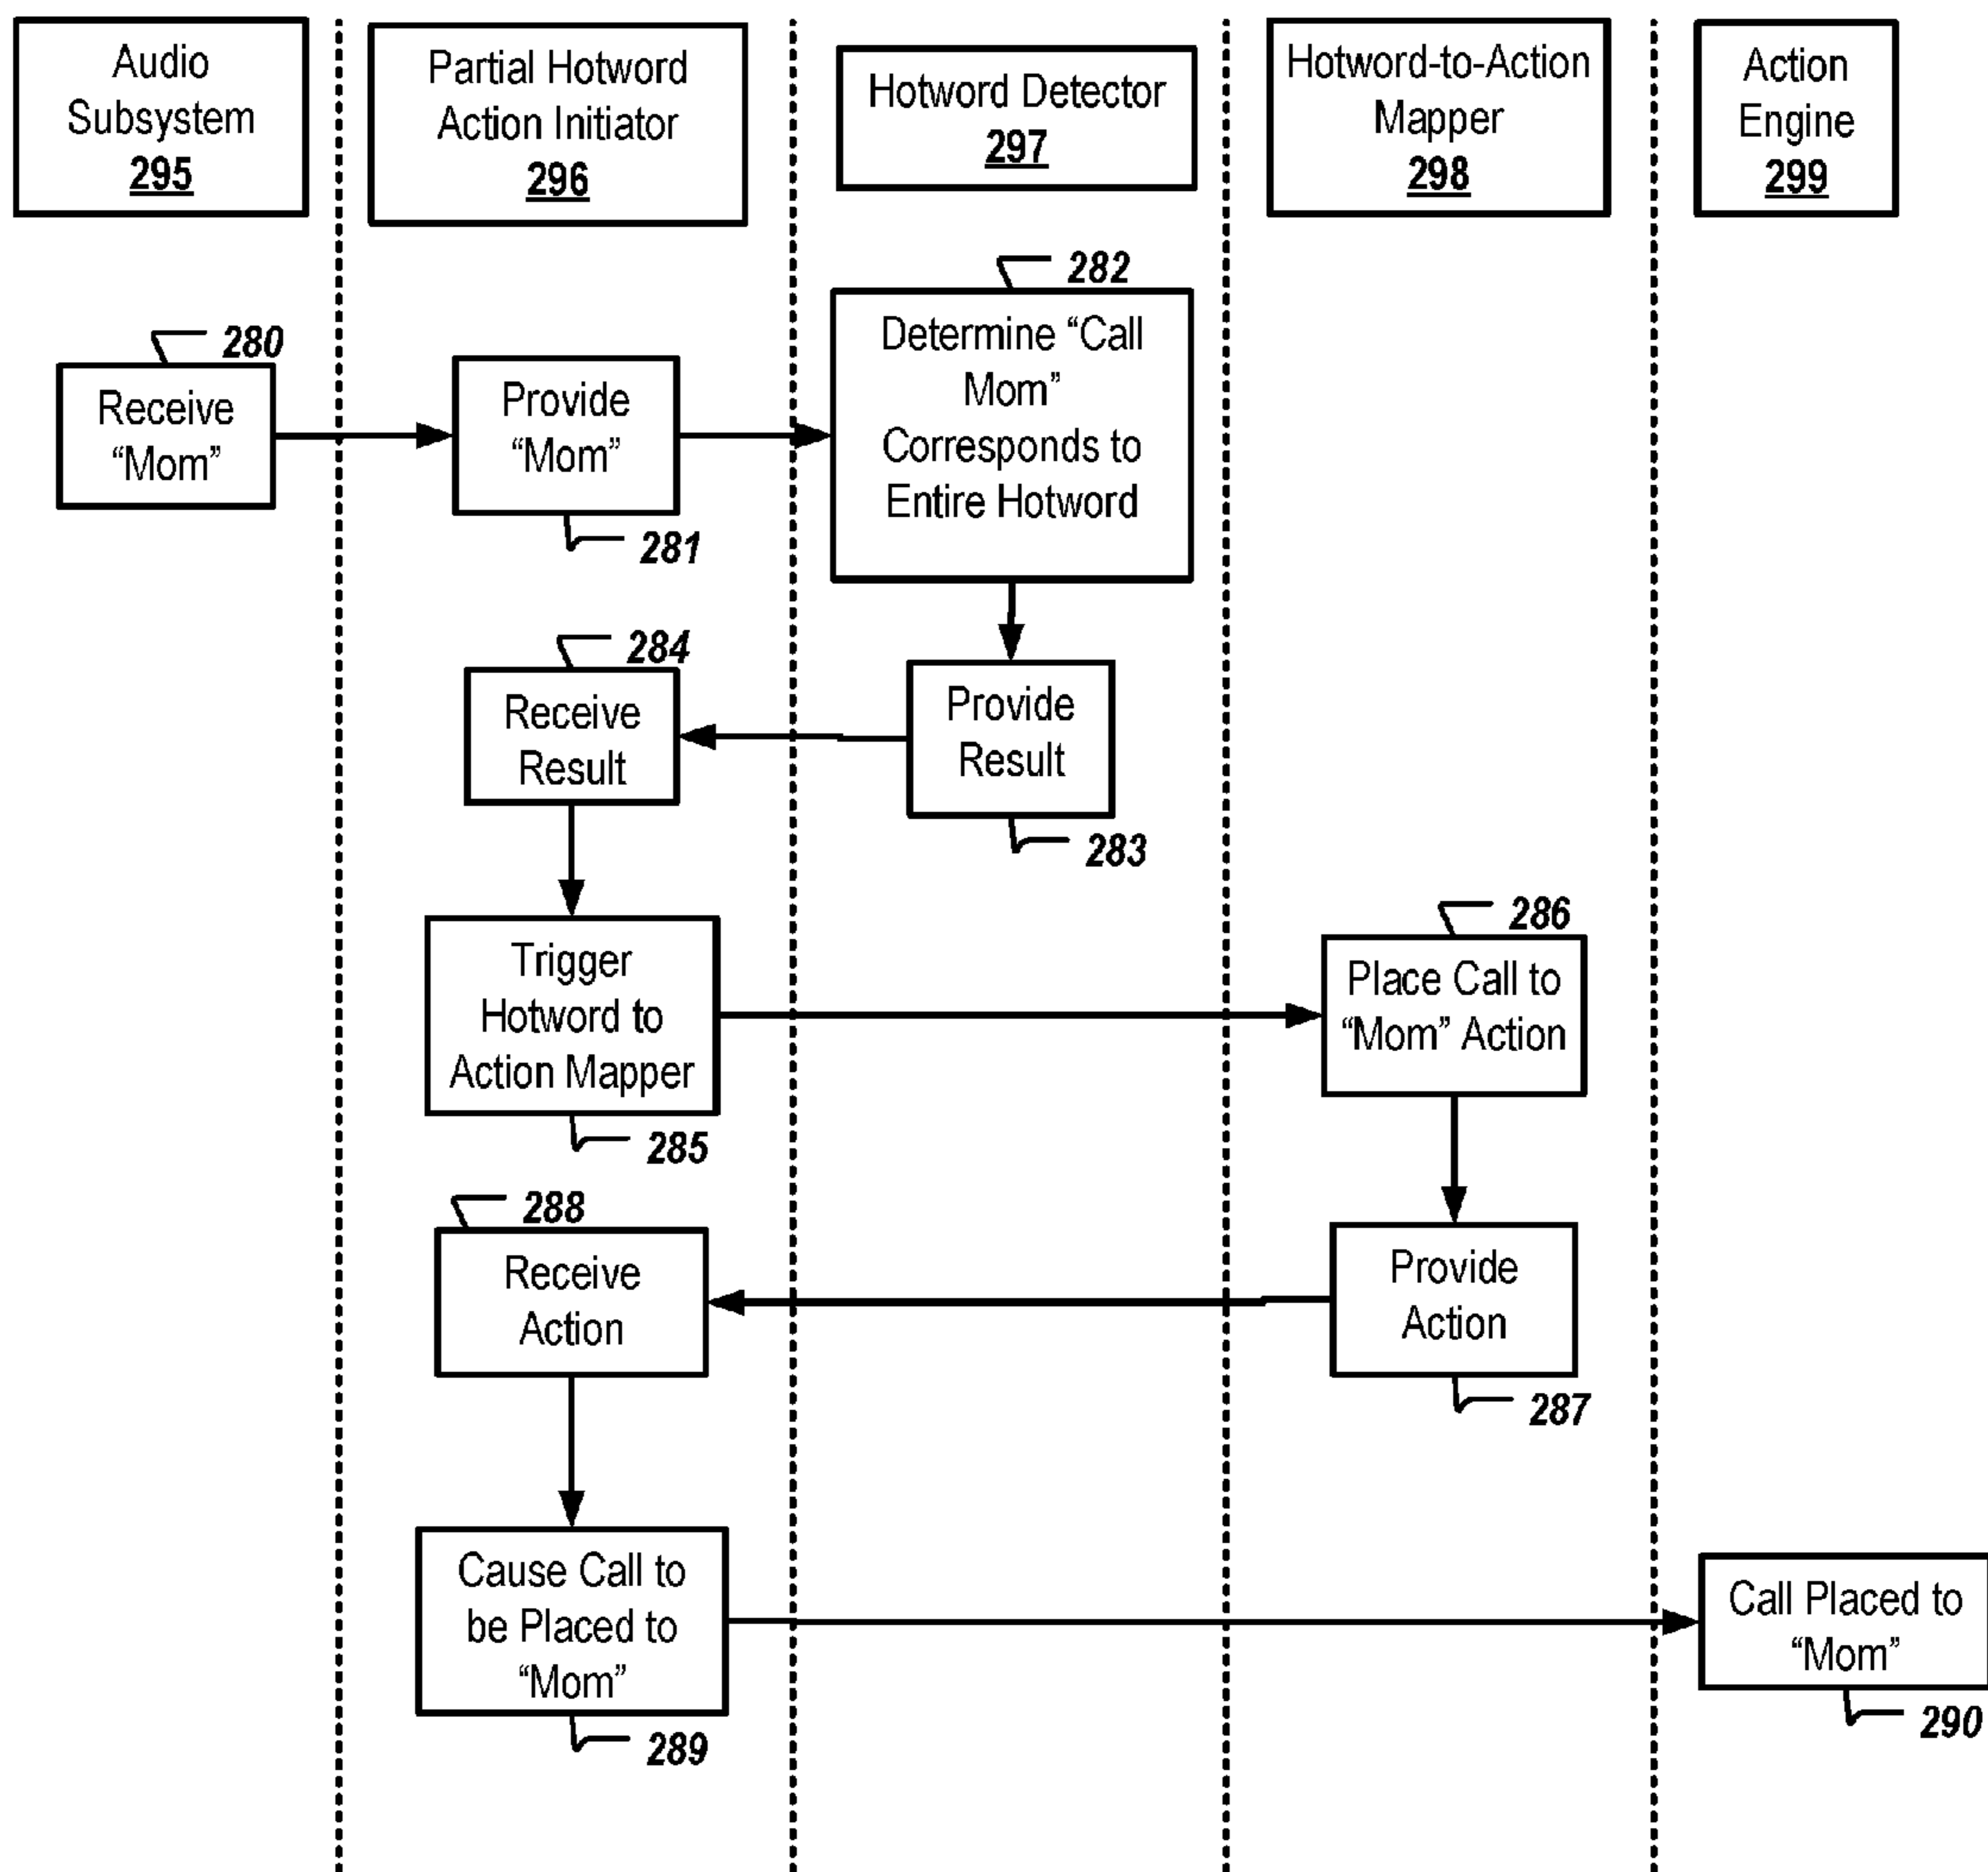 Audio
Subsystem
295
Partial Hotword
Action Initiator
296
Hotword Detector
297
Hotword-to-Action
Mapper
298
Action
Engine
299
280
Receive
“Mom”
Provide
“Mom”
281
282
Determine “Call
Mom”
Corresponds to
Entire Hotword
Provide
Result
283
284
Receive
Result
Trigger
Hotword to
Action Mapper
285
286
Place Call to
“Mom” Action
Provide
Action
287
288
Receive
Action
Cause Call to
be Placed to
“Mom”
289
Call Placed to
“Mom”
290